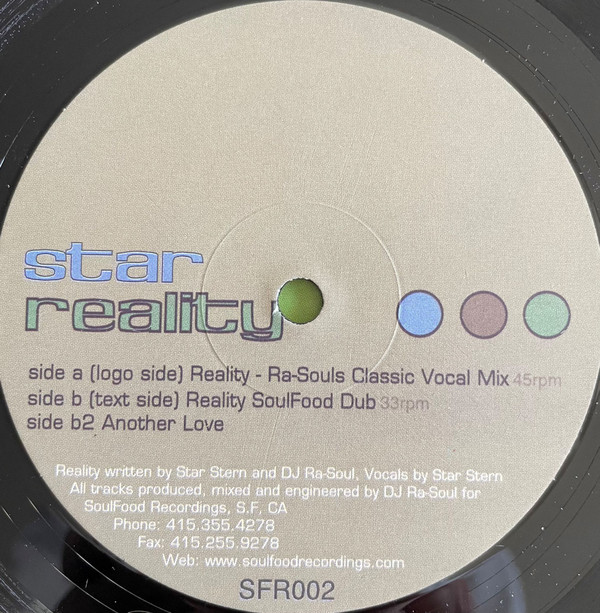 star
reality
side a (logo side) Reality - Ra-Souls Classic Vocal Mix 45rpm
side b (text side) Reality SoulFood Dub 33rpm
side b2 Another Love
Reality written by Star Stern and DJ Ra-Soul, Vocals by Star Stern
All tracks produced, mixed and engineered by DJ Ra-Soul for
SoulFood Recordings, S.F, CA
Phone: 415.355.4278
Fax: 415.255.9278
Web: www.soulfoodrecordings.com
SFR002